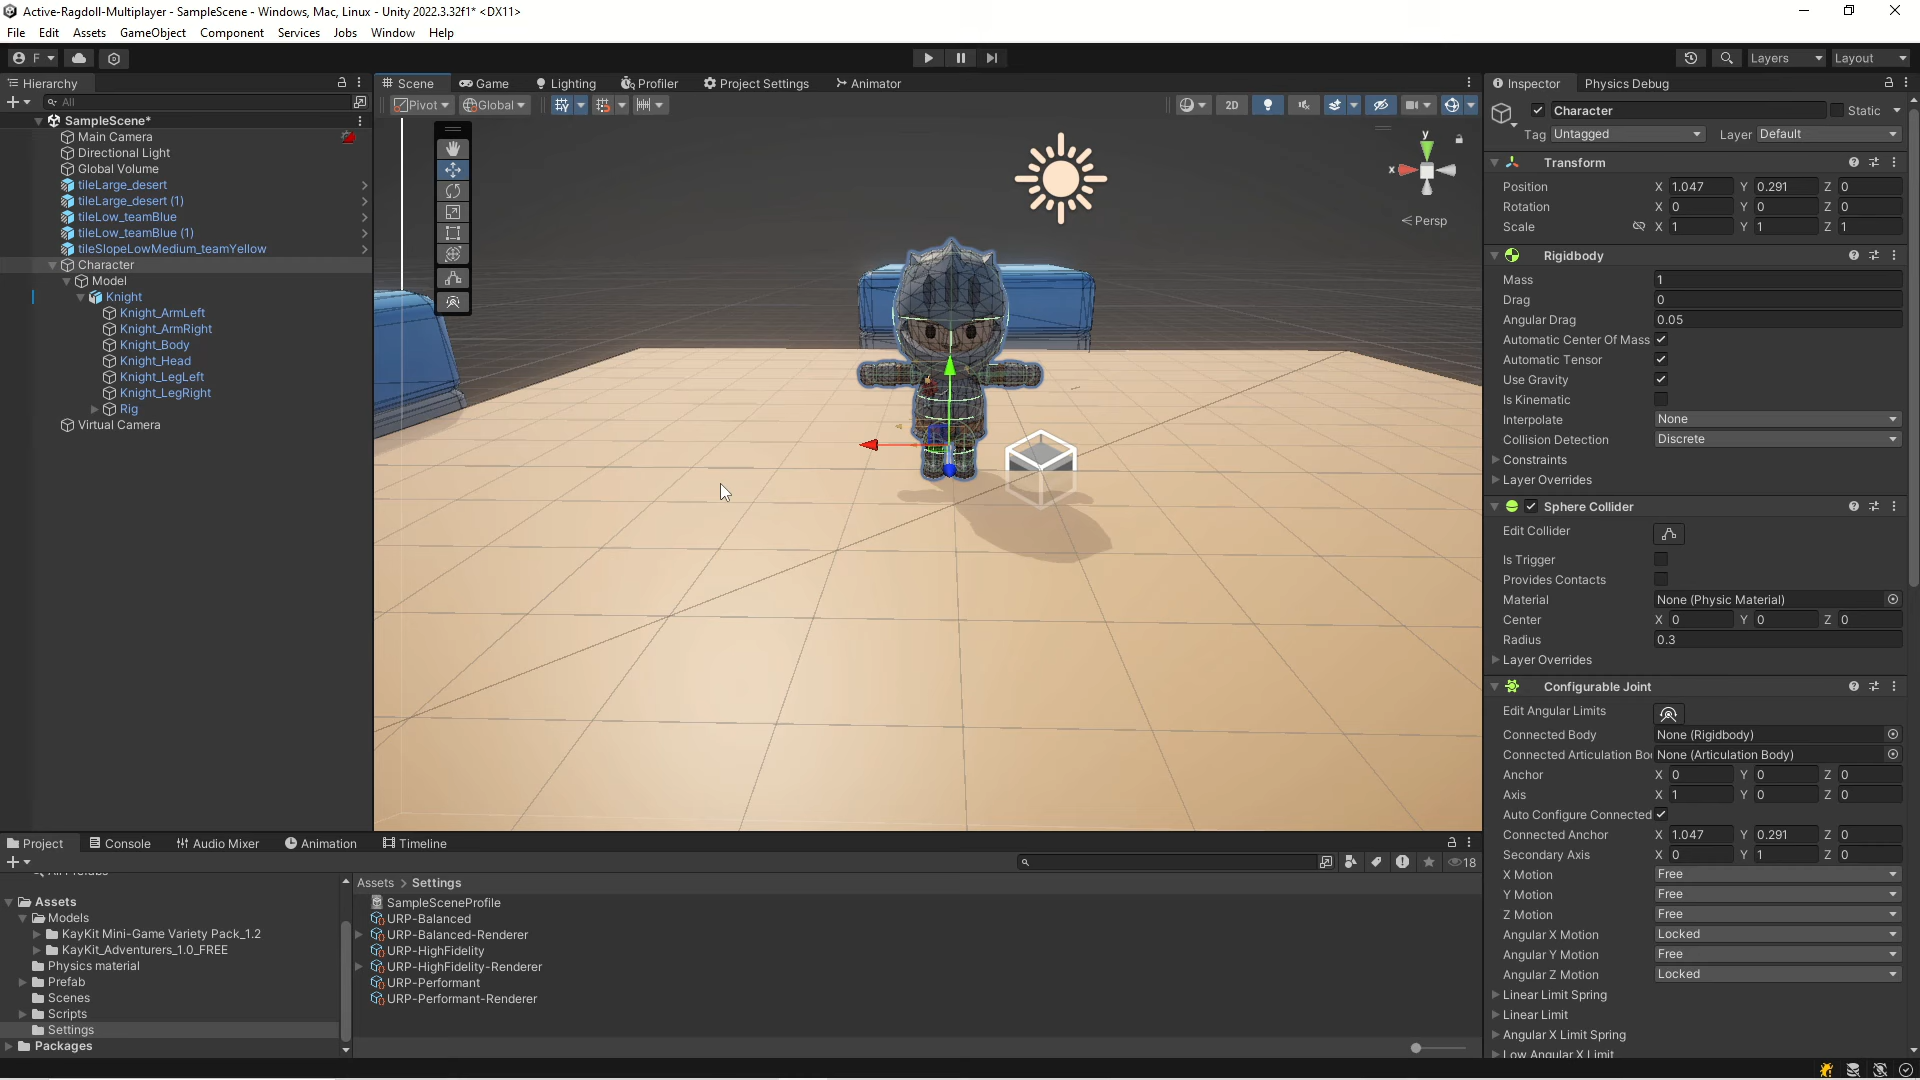 Active-Ragdoll-Multiplayer - SampleScene - Windows, Mac, Linux - Unity 2022.3.32f1* <DX11>
File Edit Assets GameObject Component Services Jobs Window Help
F Layers Layout
Hierarchy
All
SampleScene*
Main Camera
Directional Light
Global Volume
tileLarge_desert
tileLarge_desert (1)
tileLow_teamBlue
tileLow_teamBlue (1)
tileSlopeLowMedium_teamYellow
Character
Model
Knight
Knight_ArmLeft
Knight_ArmRight
Knight_Body
Knight_Head
Knight_LegLeft
Knight_LegRight
Rig
Virtual Camera
Scene Game Lighting Profiler Project Settings Animator
Pivot Global 2D
y
x
< Persp
Inspector Physics Debug
Character Static
Tag Untagged Layer Default
Transform
Position X 1.047 Y 0.291 Z 0
Rotation X 0 Y 0 Z 0
Scale X 1 Y 1 Z 1
Rigidbody
Mass 1
Drag 0
Angular Drag 0.05
Automatic Center Of Mass
Automatic Tensor
Use Gravity
Is Kinematic
Interpolate None
Collision Detection Discrete
Constraints
Layer Overrides
Sphere Collider
Edit Collider
Is Trigger
Provides Contacts
Material None (Physic Material)
Center X 0 Y 0 Z 0
Radius 0.3
Layer Overrides
Configurable Joint
Edit Angular Limits
Connected Body None (Rigidbody)
Connected Articulation Bo None (Articulation Body)
Anchor X 0 Y 0 Z 0
Axis X 1 Y 0 Z 0
Auto Configure Connected
Connected Anchor X 1.047 Y 0.291 Z 0
Secondary Axis X 0 Y 1 Z 0
X Motion Free
Y Motion Free
Z Motion Free
Angular X Motion Locked
Angular Y Motion Free
Angular Z Motion Locked
Linear Limit Spring
Linear Limit
Angular X Limit Spring
Low Angular X Limit
Project Console Audio Mixer Animation Timeline
18
Assets
Models
KayKit Mini-Game Variety Pack_1.2
KayKit_Adventurers_1.0_FREE
Physics material
Prefab
Scenes
Scripts
Settings
Packages
Assets > Settings
SampleSceneProfile
URP-Balanced
URP-Balanced-Renderer
URP-HighFidelity
URP-HighFidelity-Renderer
URP-Performant
URP-Performant-Renderer